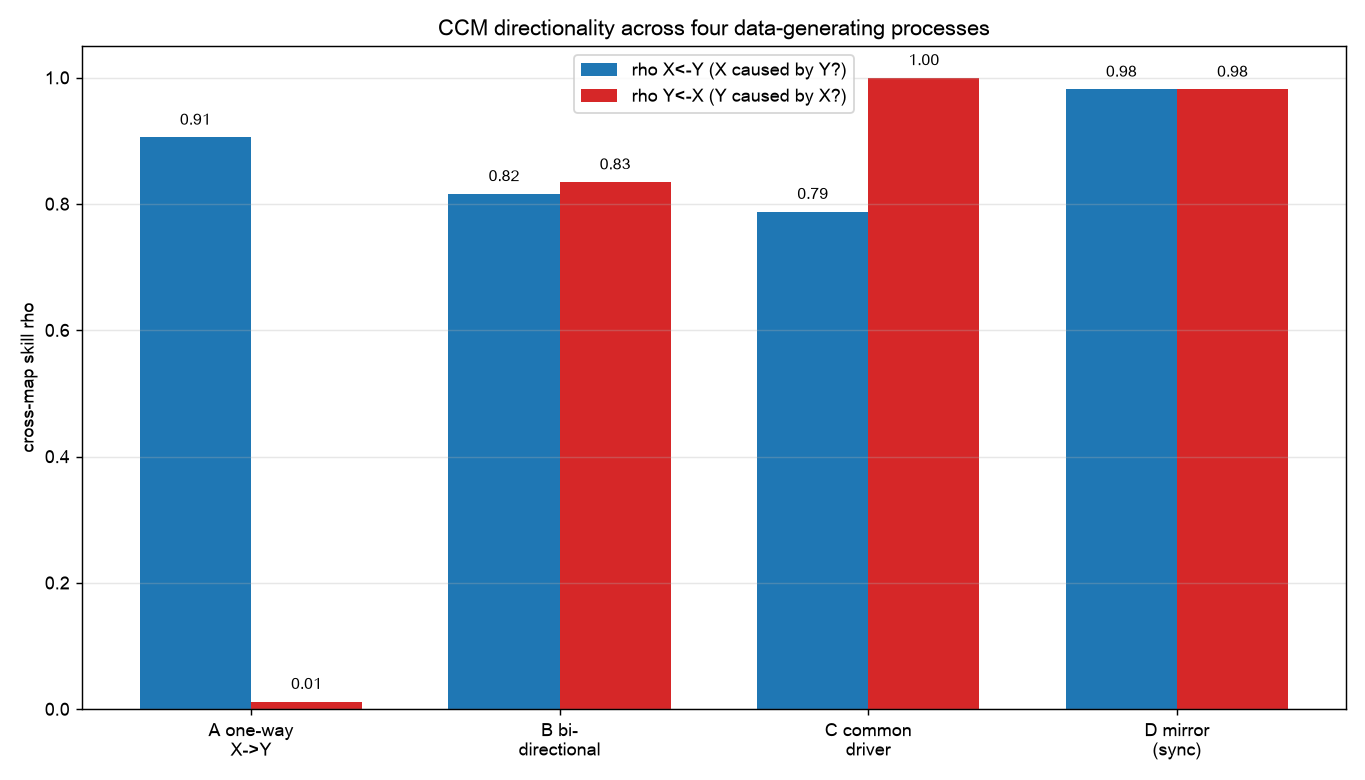 CCM directionality across four data-generating processes
rho X<-Y (X caused by Y?)
rho Y<-X (Y caused by X?)
cross-map skill rho
1.0
0.8
0.6
0.4
0.2
0.0
0.91
0.01
0.82
0.83
0.79
1.00
0.98
0.98
A one-way
X->Y
B bi-
directional
C common
driver
D mirror
(sync)